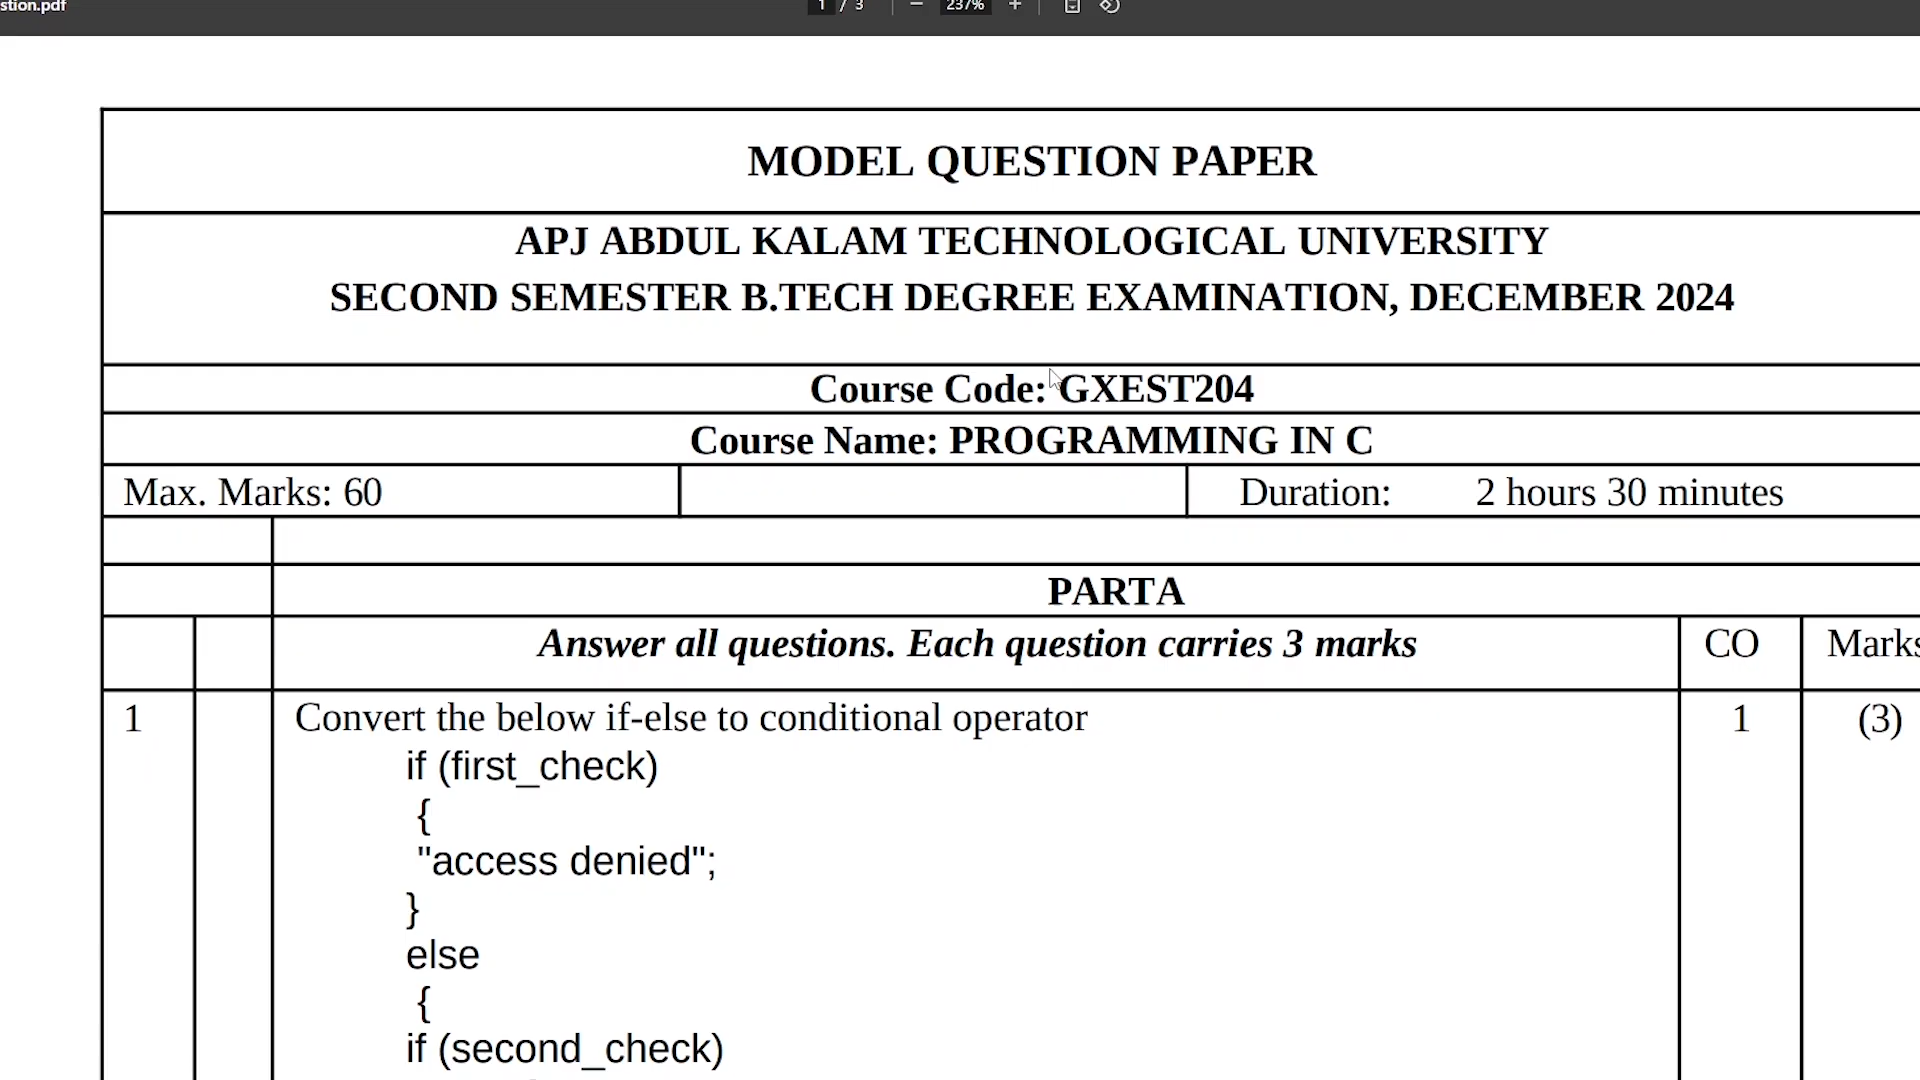 stion.pdf
1 / 3
237%
MODEL QUESTION PAPER
APJ ABDUL KALAM TECHNOLOGICAL UNIVERSITY
SECOND SEMESTER B.TECH DEGREE EXAMINATION, DECEMBER 2024
Course Code: GXEST204
Course Name: PROGRAMMING IN C
Max. Marks: 60 Duration: 2 hours 30 minutes
PART A
Answer all questions. Each question carries 3 marks CO Marks
1 Convert the below if-else to conditional operator 1 (3)
if (first_check)
{
"access denied";
}
else
{
if (second_check)